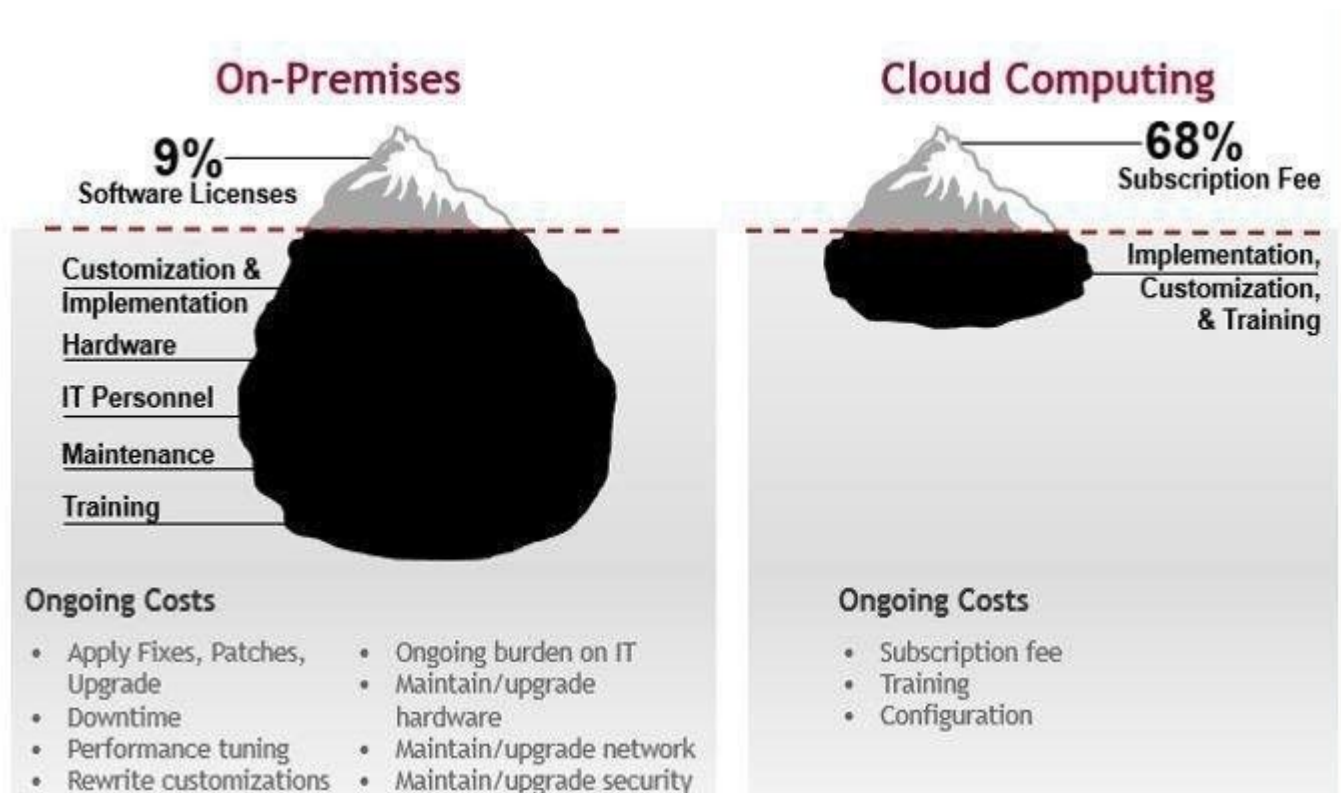 On-Premises
9%
Software Licenses
Customization &
Implementation
Hardware
IT Personnel
Maintenance
Training
Ongoing Costs
• Apply Fixes, Patches,
Upgrade
• Downtime
• Performance tuning
• Rewrite customizations
• Ongoing burden on IT
• Maintain/upgrade
hardware
• Maintain/upgrade network
• Maintain/upgrade security
Cloud Computing
68%
Subscription Fee
Implementation,
Customization,
& Training
Ongoing Costs
• Subscription fee
• Training
• Configuration